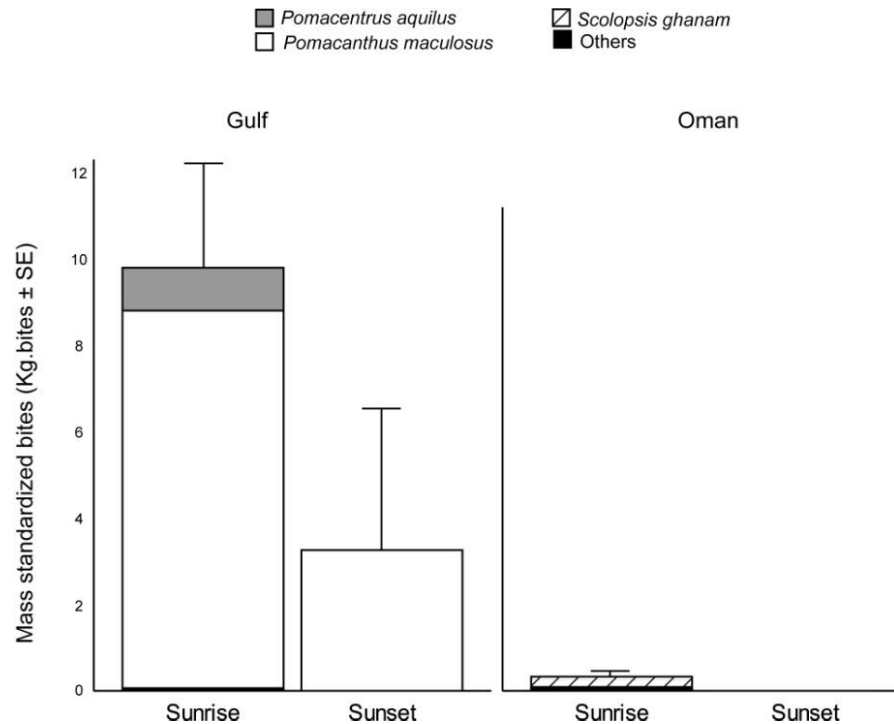 Pomacentrus aquilus
Pomacanthus maculosus
Scolopsis ghanam
Others
Gulf
Oman
Mass standardized bites (Kg.bites ± SE)
12
10
8
6
4
2
0
Sunrise
Sunset
Sunrise
Sunset